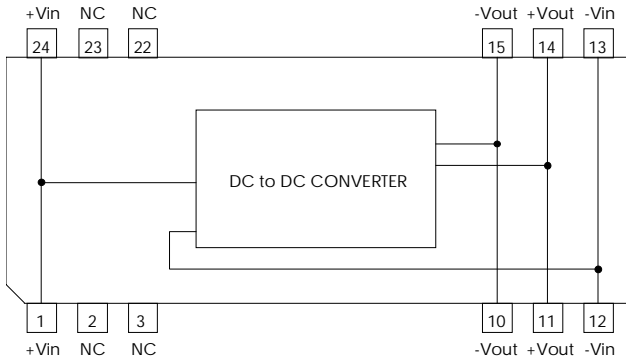 +Vin NC NC -Vout +Vout -Vin
24 23 22 15 14 13
DC to DC CONVERTER
1 2 3 10 11 12
+Vin NC NC -Vout +Vout -Vin